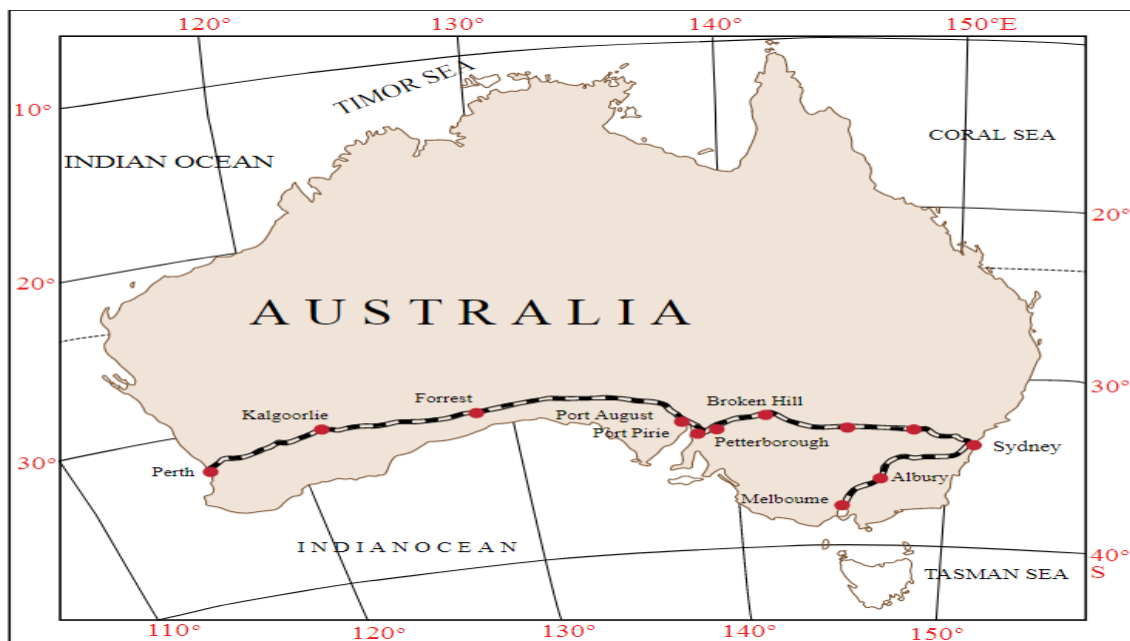 120°
130°
140°
150°E
TIMOR SEA
10°
CORAL SEA
INDIAN OCEAN
20°
20°
AUSTRALIA
30°
Forrest
Broken Hill
Kalgoorlie
Port August
Port Pirie
Petterborough
Sydney
30°
Perth
Albury
Melboume
INDIANOCEAN
40°
S
TASMAN SEA
110°
120°
130°
140°
150°